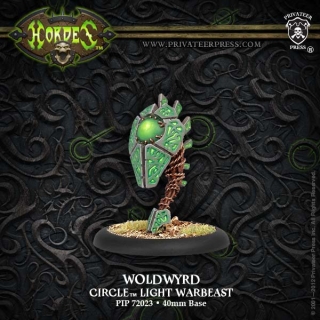 HORDES
WWW.PRIVATEERPRESS.COM
PRIVATEER
PRESS
WOLDWYRD
CIRCLE™ LIGHT WARBEAST
PIP 72023 • 40mm Base